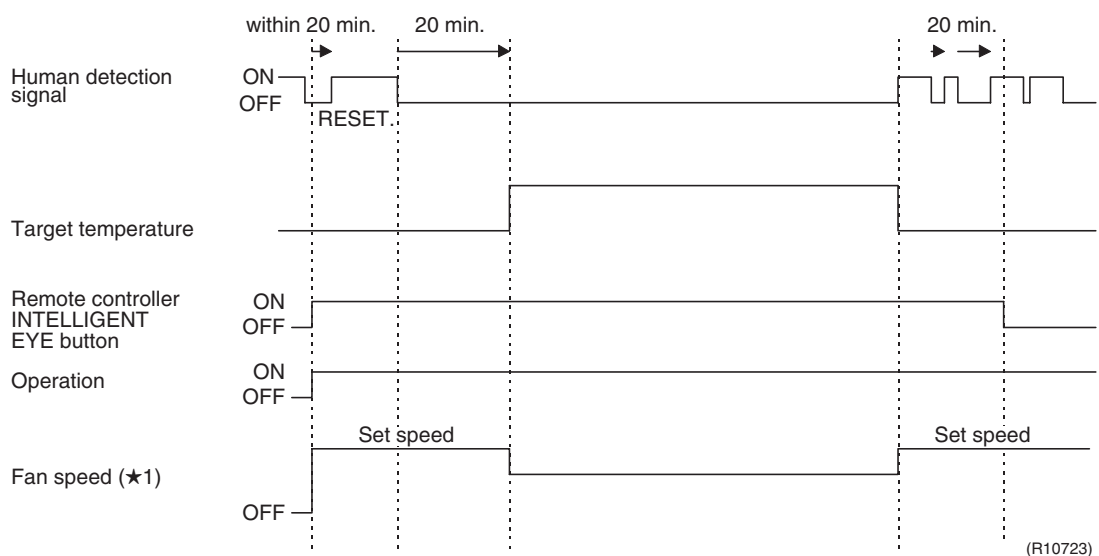 within 20 min.
20 min.
20 min.
Human detection
signal
ON
OFF
RESET.
Target temperature
Remote controller
INTELLIGENT
EYE button
ON
OFF
Operation
ON
OFF
Set speed
Set speed
Fan speed (★1)
OFF
(R10723)